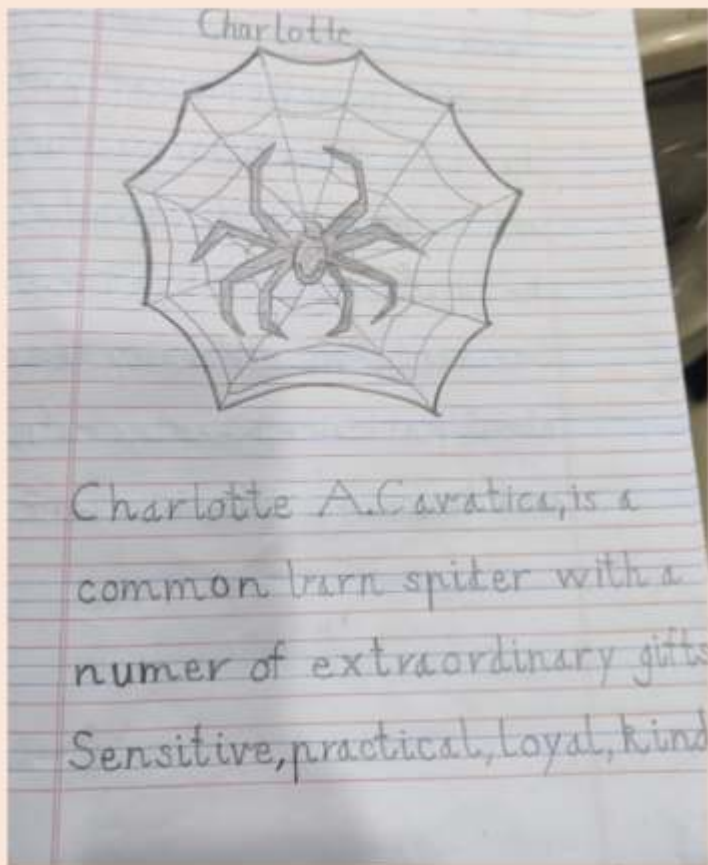 Charlotte
Charlotte A.Cavatica,is a
common barn spider with a
numer of extraordinary gifts
Sensitive,practical,loyal,kind